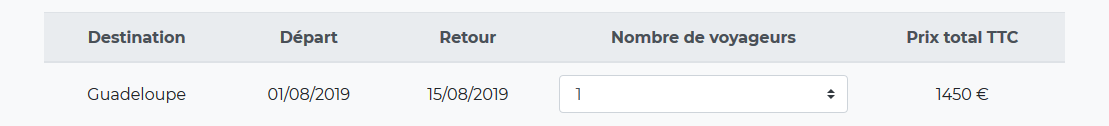 Destination Départ Retour Nombre de voyageurs Prix total TTC
Guadeloupe 01/08/2019 15/08/2019 1 1450 €